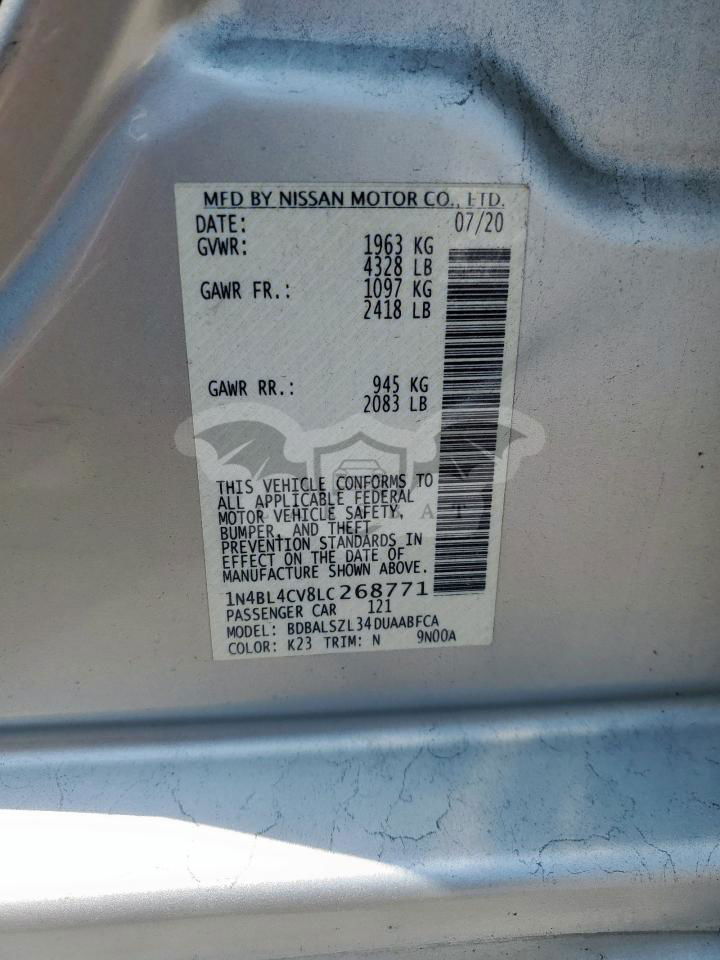 MFD BY NISSAN MOTOR CO., LTD.
DATE: 07/20
GVWR: 1963 KG
4328 LB
GAWR FR.: 1097 KG
2418 LB
GAWR RR.: 945 KG
2083 LB
THIS VEHICLE CONFORMS TO
ALL APPLICABLE FEDERAL
MOTOR VEHICLE SAFETY,
BUMPER, AND THEFT
PREVENTION STANDARDS IN
EFFECT ON THE DATE OF
MANUFACTURE SHOWN ABOVE.
1N4BL4CV8LC268771
PASSENGER CAR 121
MODEL: BDBALSZL34DUAABFCA
COLOR: K23 TRIM: N 9N00A